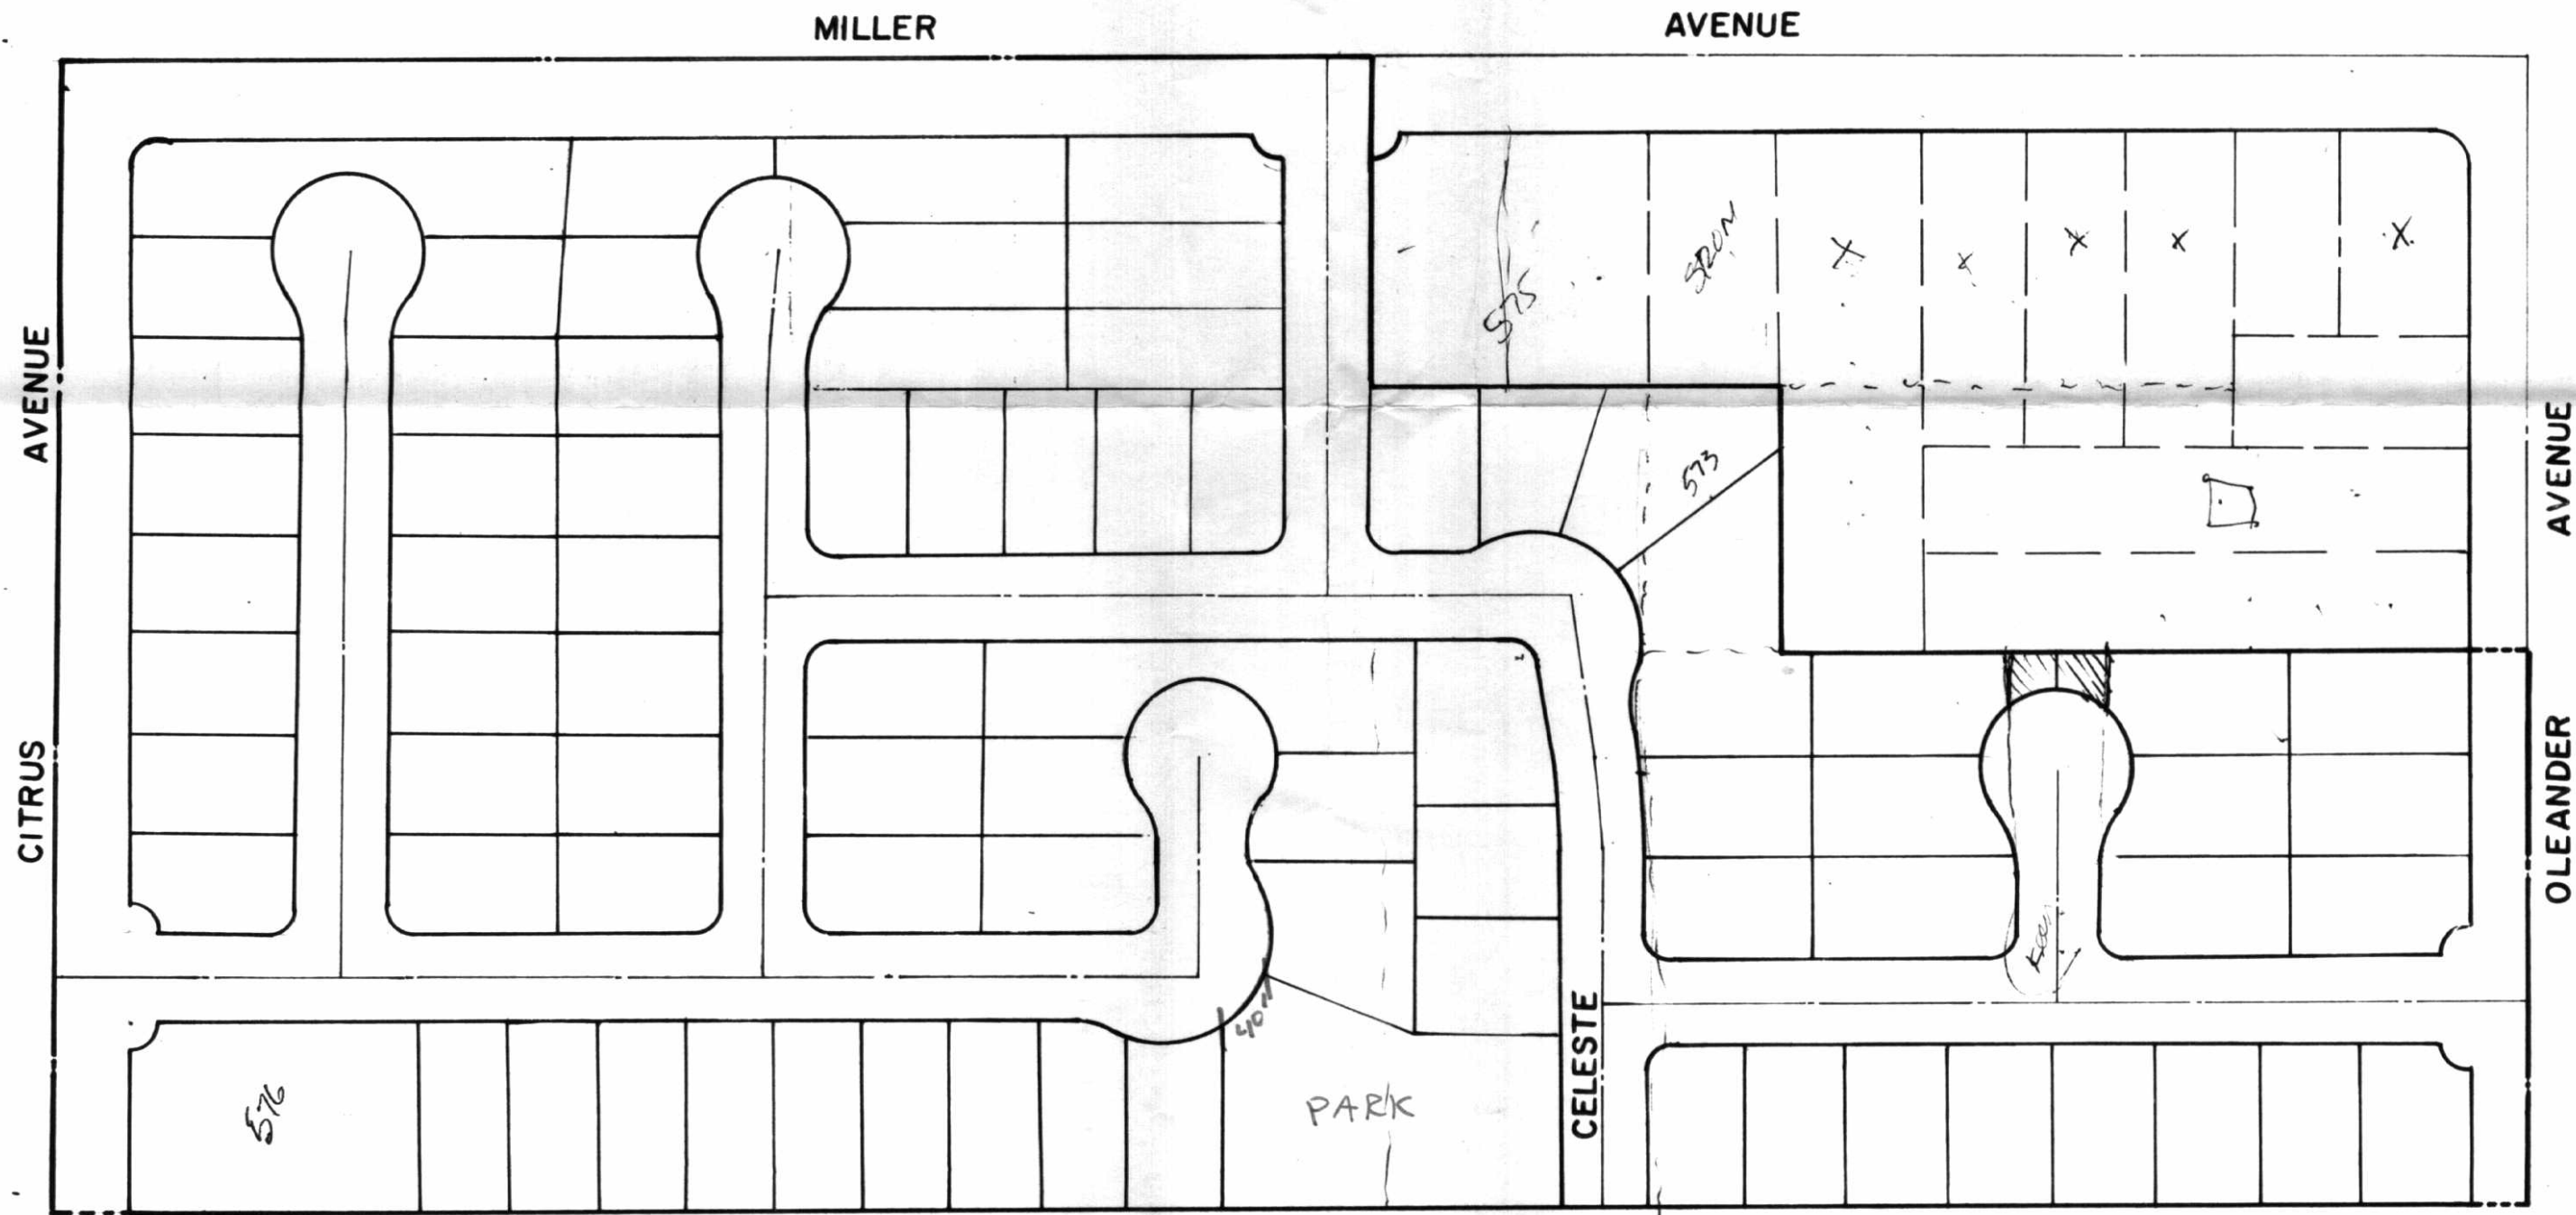 MILLER
AVENUE
AVENUE
CITRUS
575
573
AVENUE
OLEANDER
CELESTE
40'
PARK
576
X
X
X
X
X